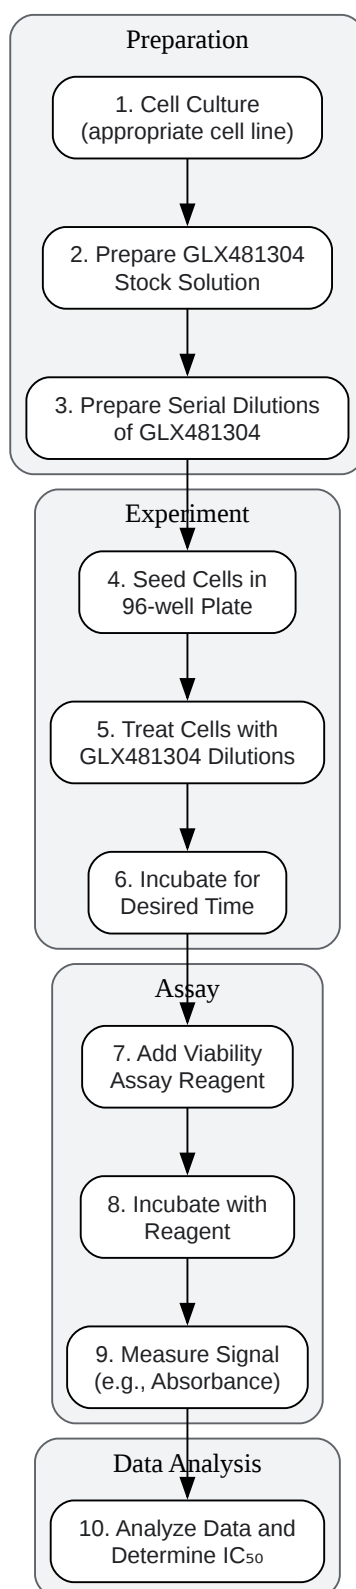 Preparation
1. Cell Culture
(appropriate cell line)
2. Prepare GLX481304
Stock Solution
3. Prepare Serial Dilutions
of GLX481304
Experiment
4. Seed Cells in
96-well Plate
5. Treat Cells with
GLX481304 Dilutions
6. Incubate for
Desired Time
Assay
7. Add Viability
Assay Reagent
8. Incubate with
Reagent
9. Measure Signal
(e.g., Absorbance)
Data Analysis
10. Analyze Data and
Determine IC₅₀